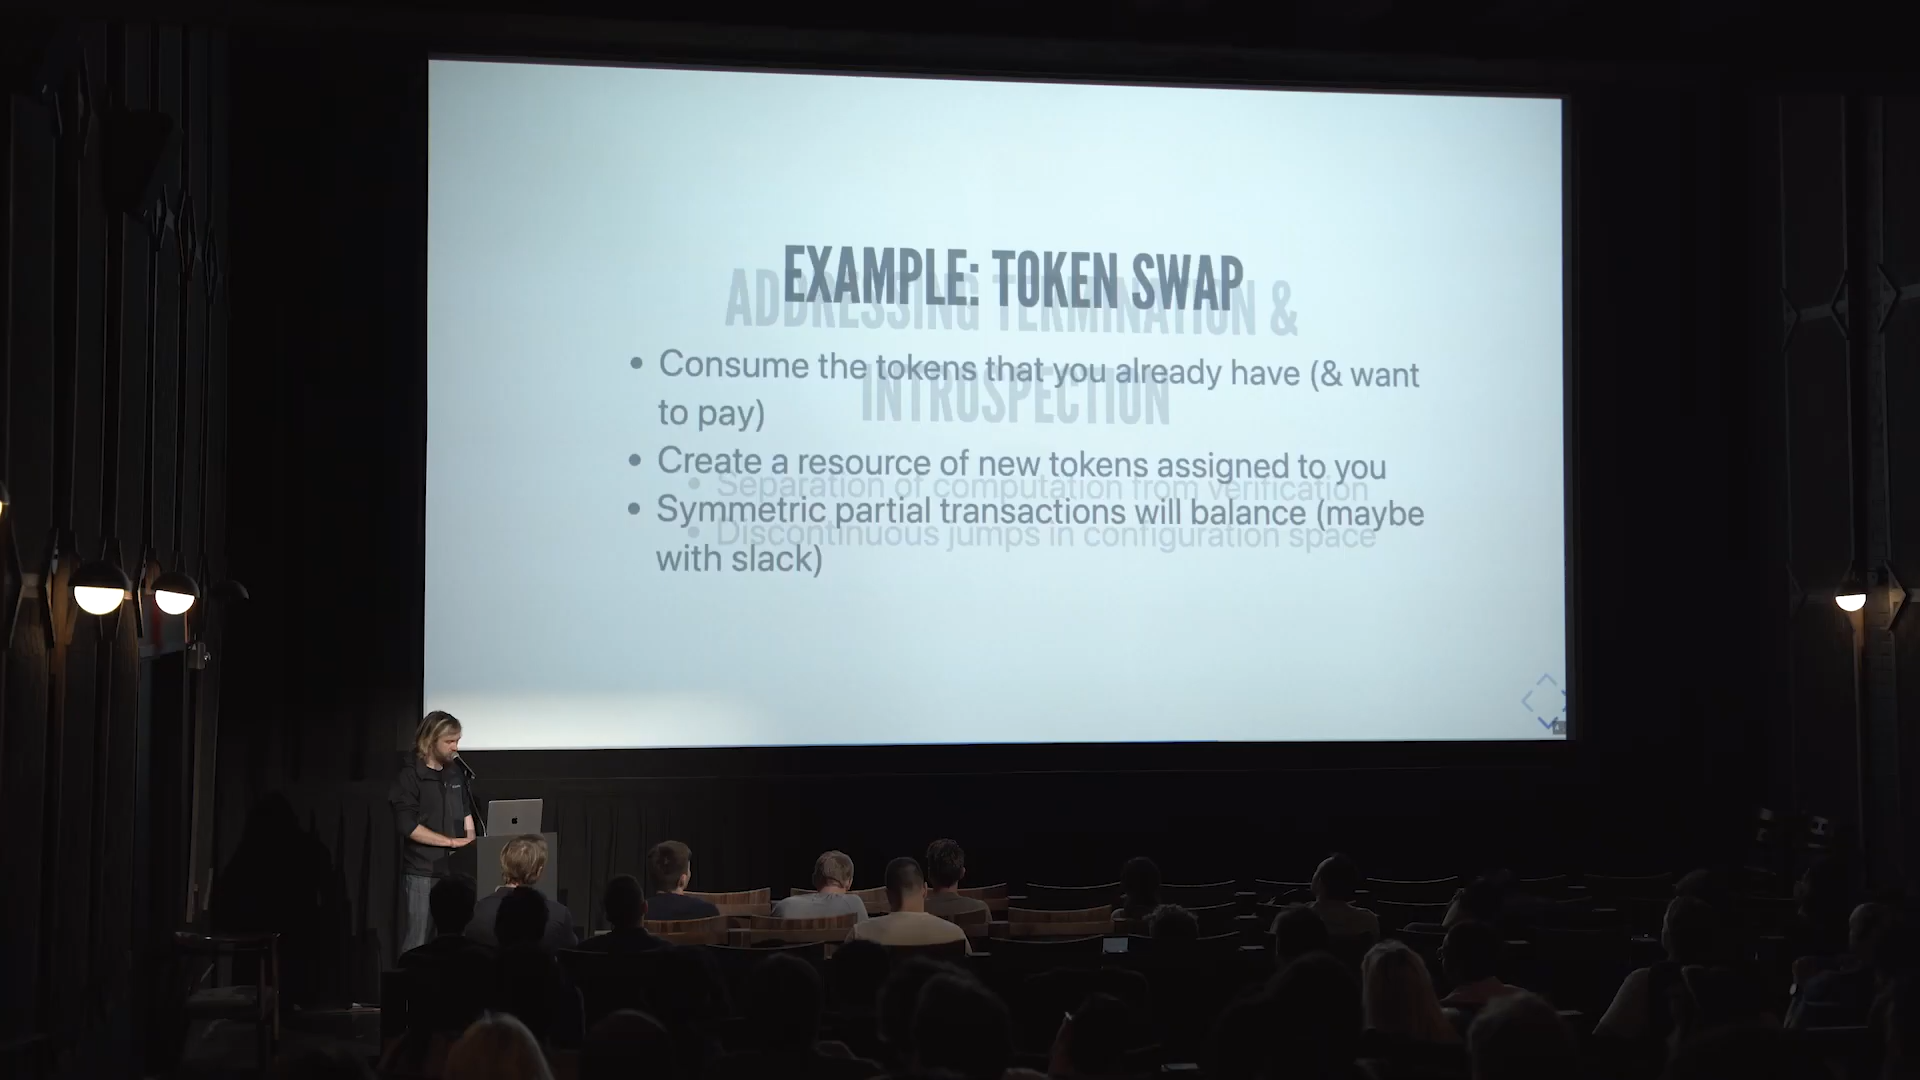 EXAMPLE: TOKEN SWAP
• Consume the tokens that you already have (& want
to pay)
• Create a resource of new tokens assigned to you
• Symmetric partial transactions will balance (maybe
with slack)
ADDRESSING TERMINATION &
INTROSPECTION
• Separation of computation from verification
• Discontinuous jumps in configuration space